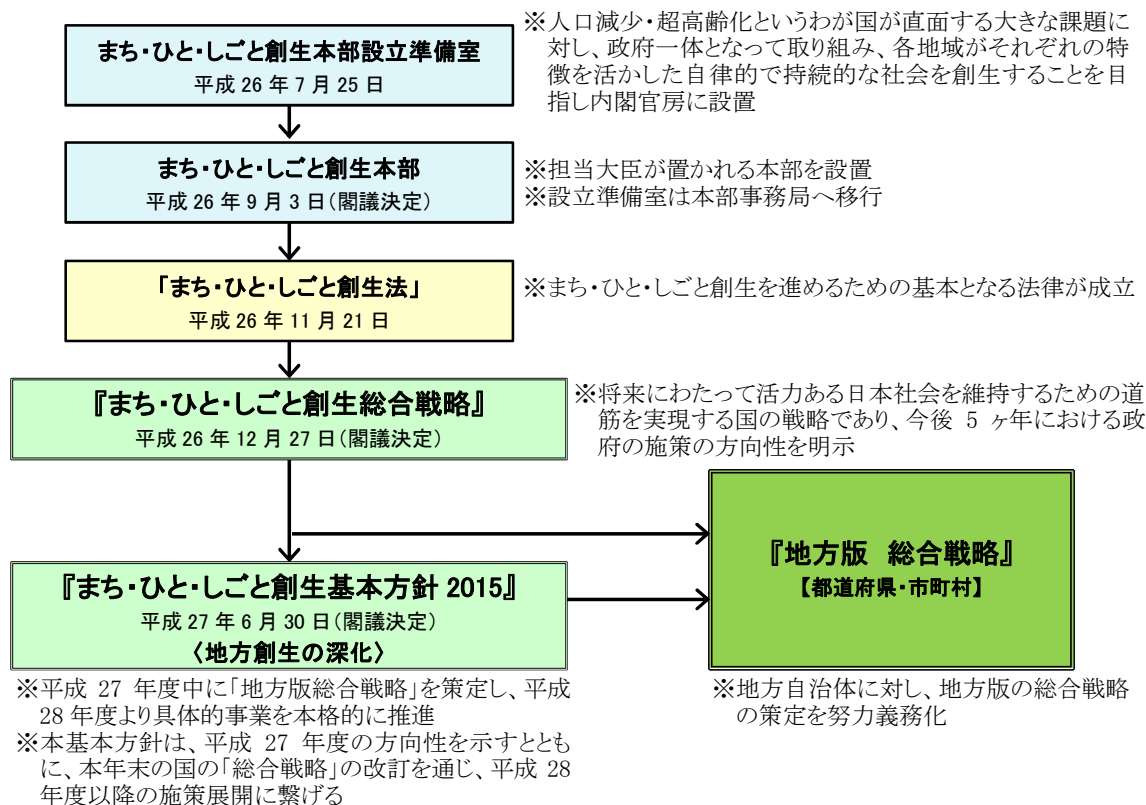 まち・ひと・しごと創生本部設立準備室
平成 26 年 7 月 25 日
※人口減少・超高齢化というわが国が直面する大きな課題に
対し、政府一体となって取り組み、各地域がそれぞれの特
徴を活かした自律的で持続的な社会を創生することを目
指し内閣官房に設置
まち・ひと・しごと創生本部
平成 26 年 9 月 3 日(閣議決定)
※担当大臣が置かれる本部を設置
※設立準備室は本部事務局へ移行
「まち・ひと・しごと創生法」
平成 26 年 11 月 21 日
※まち・ひと・しごと創生を進めるための基本となる法律が成立
『まち・ひと・しごと創生総合戦略』
平成 26 年 12 月 27 日(閣議決定)
※将来にわたって活力ある日本社会を維持するための道
筋を実現する国の戦略であり、今後 5 ヶ年における政
府の施策の方向性を明示
『地方版 総合戦略』
【都道府県・市町村】
『まち・ひと・しごと創生基本方針 2015』
平成 27 年 6 月 30 日(閣議決定)
〈地方創生の深化〉
※平成 27 年度中に「地方版総合戦略」を策定し、平成
28 年度より具体的事業を本格的に推進
※本基本方針は、平成 27 年度の方向性を示すととも
に、本年末の国の「総合戦略」の改訂を通じ、平成 28
年度以降の施策展開に繋げる
※地方自治体に対し、地方版の総合戦略
の策定を努力義務化